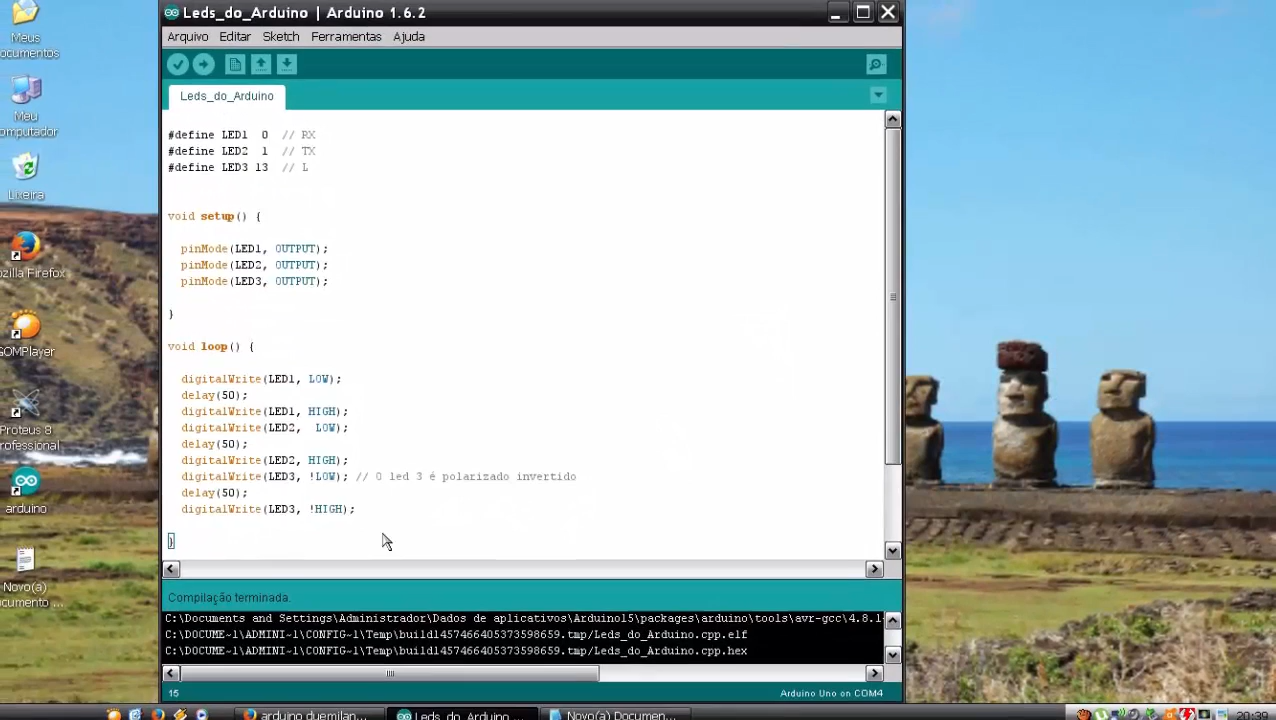 Leds_do_Arduino | Arduino 1.6.2
Arquivo Editar Sketch Ferramentas Ajuda
Leds_do_Arduino
#define LED1 0 // RX
#define LED2 1 // TX
#define LED3 13 // L
void setup() {
pinMode(LED1, OUTPUT);
pinMode(LED2, OUTPUT);
pinMode(LED3, OUTPUT);
}
void loop() {
digitalWrite(LED1, LOW);
delay(50);
digitalWrite(LED1, HIGH);
digitalWrite(LED2, LOW);
delay(50);
digitalWrite(LED2, HIGH);
digitalWrite(LED3, !LOW); // O led 3 é polarizado invertido
delay(50);
digitalWrite(LED3, !HIGH);
}
Compilação terminada.
C:\Documents and Settings\Administrador\Dados de aplicativos\Arduino15\packages\arduino\tools\avr-gcc\4.8.1-
C:\DOCUME~1\ADMINI~1\CONFIG~1\Temp\build1457466405373598659.tmp/Leds_do_Arduino.cpp.elf
C:\DOCUME~1\ADMINI~1\CONFIG~1\Temp\build1457466405373598659.tmp/Leds_do_Arduino.cpp.hex
15
Arduino Uno on COM4
Meus
ocumentos
Meu
omputador
Lixeira
ozilla Firefox
GOMPlayer
Proteus 8
rofessional
arduino
Novo(a)
ocumento ...
arduino duemilan...
Leds_do_Arduino ...
Novo(a) Documen...